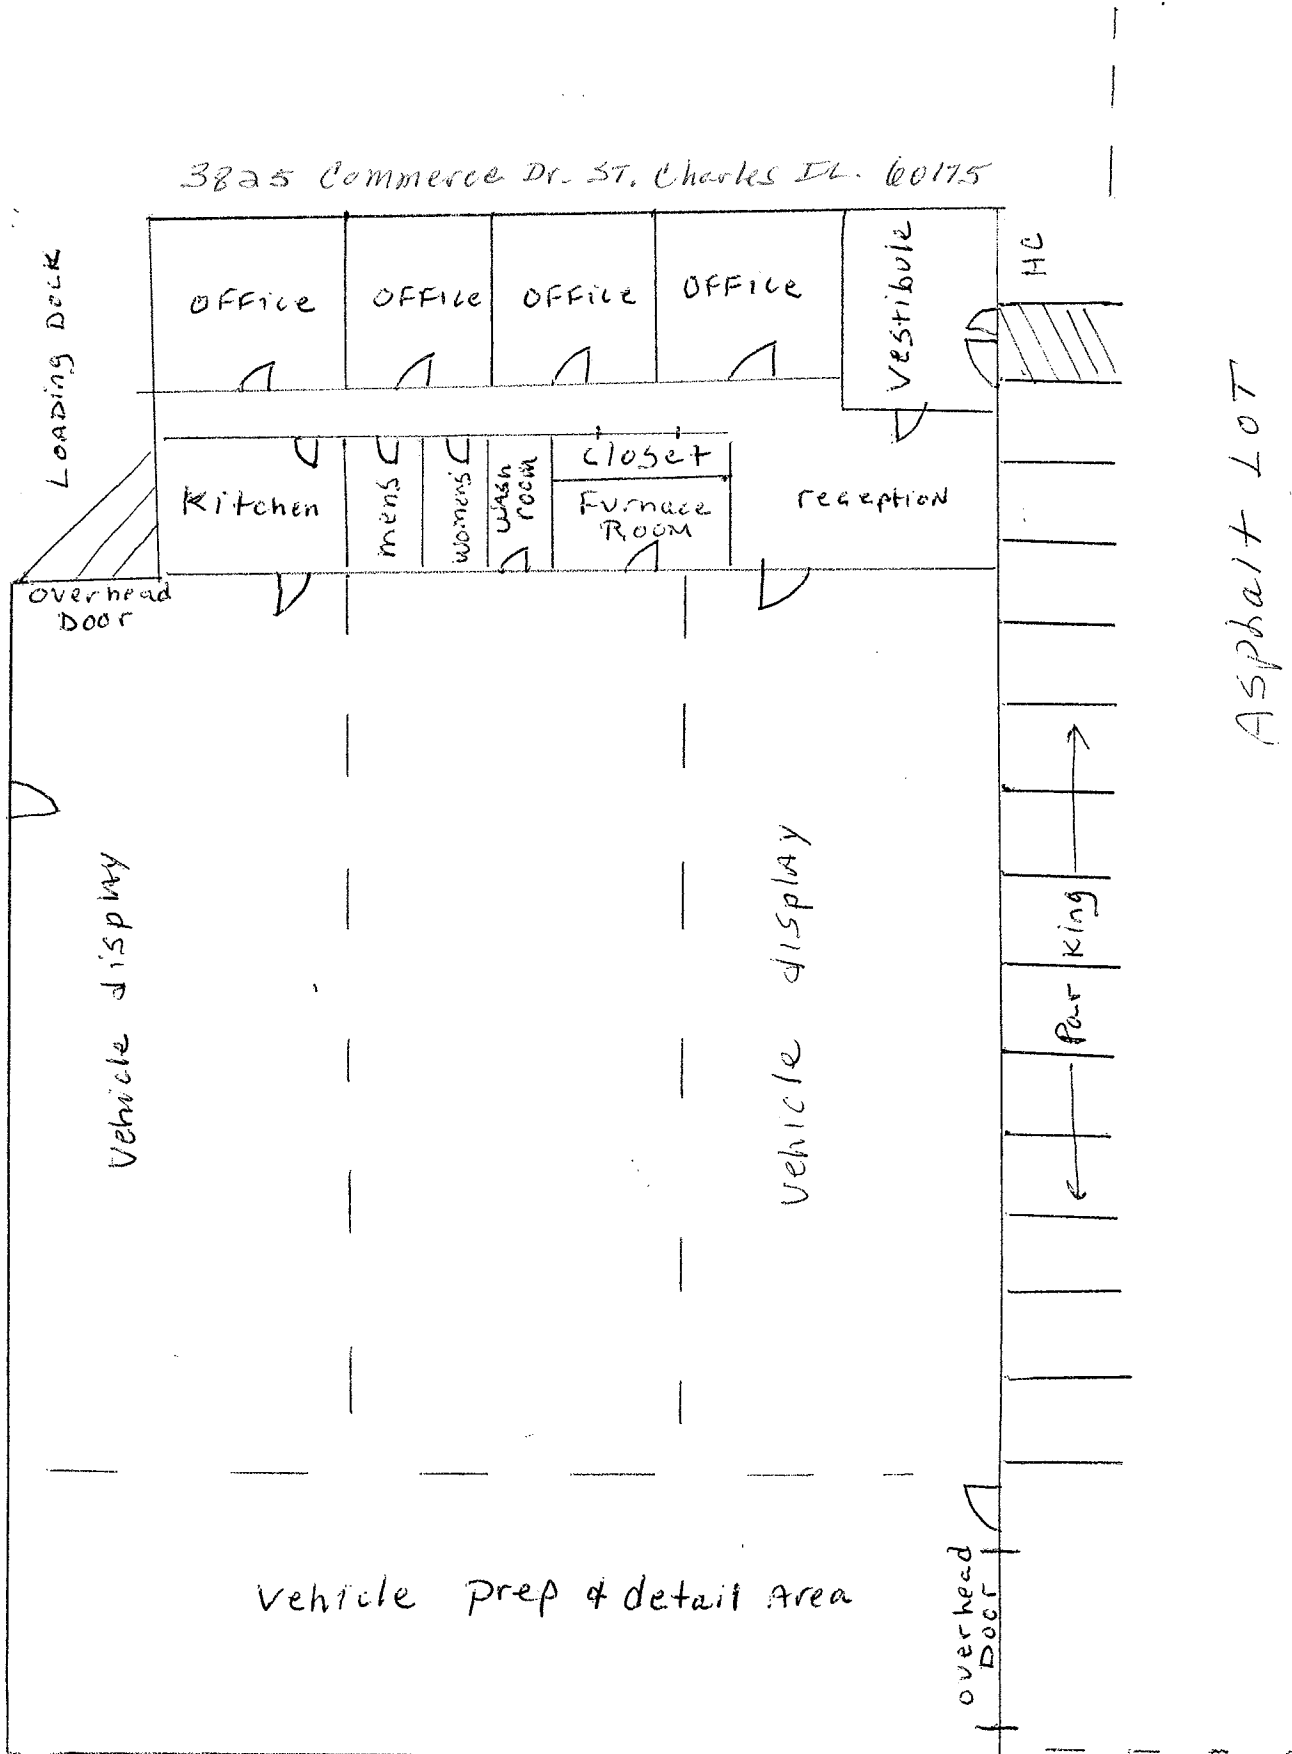 3825 Commerce Dr. ST. Charles IL. 60175
LOADing DOCK
OFFice
OFFice
OFFice
OFFice
Vestibule
HC
Kitchen
mens
womens
WASH
room
Closet
Furnace
ROOM
reception
overhead
Door
ASphalt LOT
Vehicle display
Vehicle display
Parking
Vehicle prep & detail Area
overhead
Door